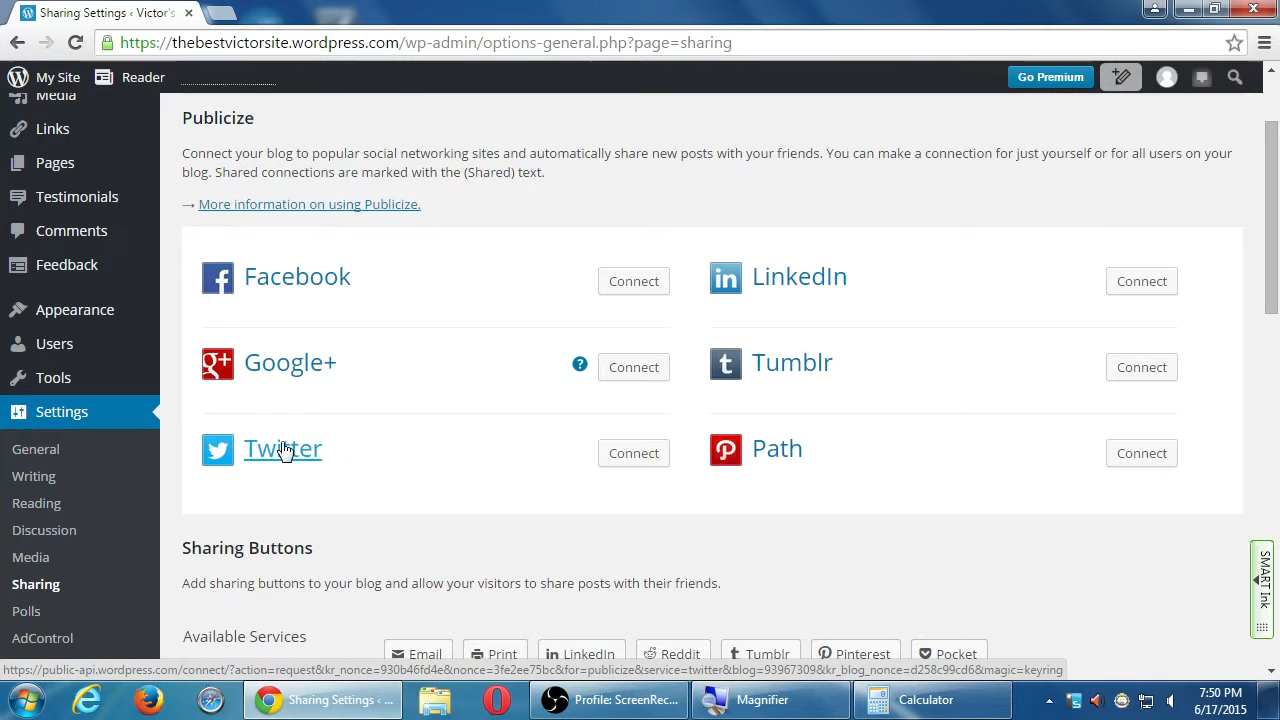 Sharing Settings ‹ Victor's
https://thebestvictorsite.wordpress.com/wp-admin/options-general.php?page=sharing
My Site
Reader
Go Premium
Media
Links
Pages
Testimonials
Comments
Feedback
Appearance
Users
Tools
Settings
General
Writing
Reading
Discussion
Media
Sharing
Polls
AdControl
Publicize
Connect your blog to popular social networking sites and automatically share new posts with your friends. You can make a connection for just yourself or for all users on your
blog. Shared connections are marked with the (Shared) text.
→ More information on using Publicize.
Facebook
Connect
LinkedIn
Connect
Google+
?
Connect
Tumblr
Connect
Twitter
Connect
Path
Connect
Sharing Buttons
Add sharing buttons to your blog and allow your visitors to share posts with their friends.
Available Services
Email
Print
LinkedIn
Reddit
Tumblr
Pinterest
Pocket
SMART Ink
https://public-api.wordpress.com/connect/?action=request&kr_nonce=930b46fd4e&nonce=3fe2ee75bc&for=publicize&service=twitter&blog=93967309&kr_blog_nonce=d258c99cd6&magic=keyring
Sharing Settings ‹ ...
Profile: ScreenRec...
Magnifier
Calculator
7:50 PM
6/17/2015